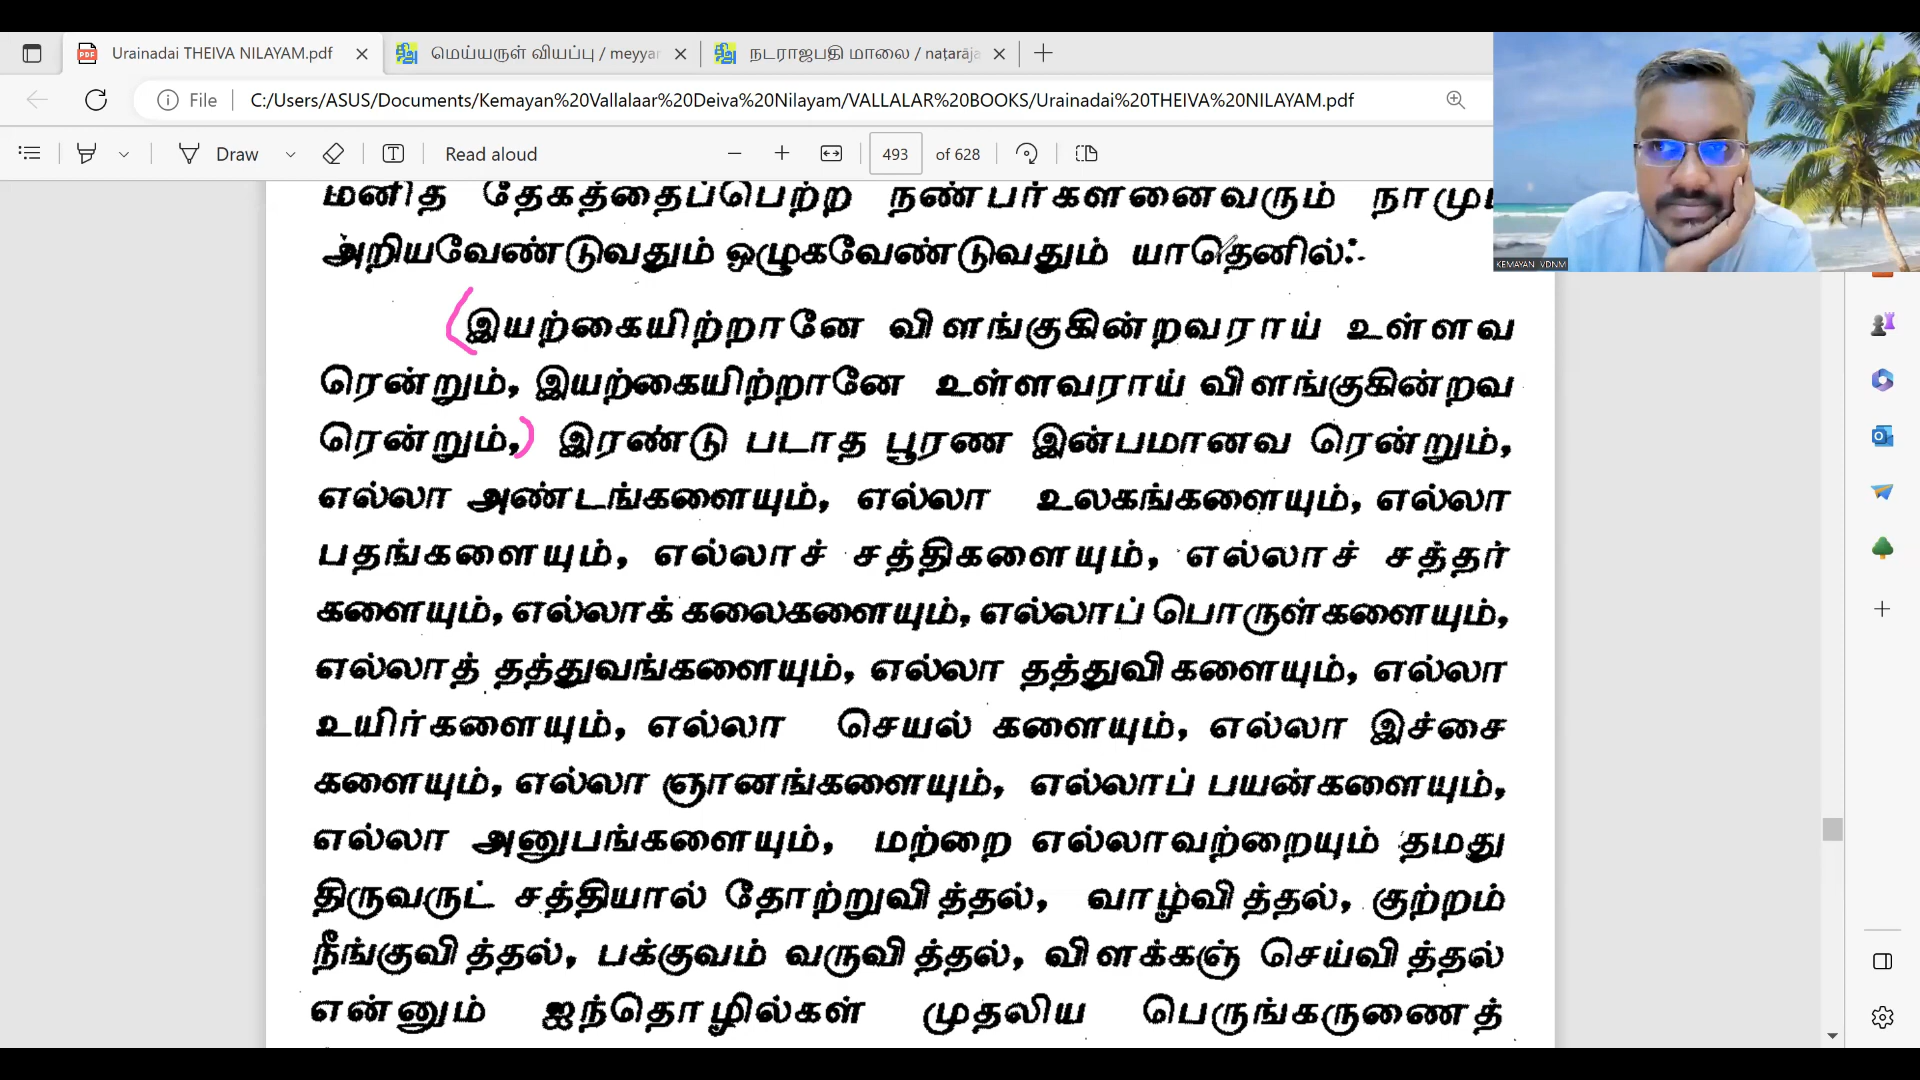 Urainadai THEIVA NILAYAM.pdf
மெய்யருள் வியப்பு / meyyar
நடராஜபதி மாலை / naṭarāja
File
C:/Users/ASUS/Documents/Kemayan%20Vallalaar%20Deiva%20Nilayam/VALLALAR%20BOOKS/Urainadai%20THEIVA%20NILAYAM.pdf
Draw
Read aloud
493 of 628
KEMAYAN VDNM
மனித தேகத்தைப்பெற்ற நண்பர்களனைவரும்
அறியவேண்டுவதும் ஒழுகவேண்டுவதும் யாதெனில்:-
இயற்கையிற்றானே விளங்குகின்றவராய் உள்ளவ
ரென்றும், இயற்கையிற்றானே உள்ளவராய் விளங்குகின்றவ
ரென்றும், இரண்டு படாத பூரண இன்பமானவ ரென்றும்,
எல்லா அண்டங்களையும், எல்லா உலகங்களையும், எல்லா
பதங்களையும், எல்லாச் சத்திகளையும், எல்லாச் சத்தர்
களையும், எல்லாக் கலைகளையும், எல்லாப் பொருள்களையும்,
எல்லாத் தத்துவங்களையும், எல்லா தத்துவிகளையும், எல்லா
உயிர்களையும், எல்லா செயல் களையும், எல்லா இச்சை
களையும், எல்லா ஞானங்களையும், எல்லாப் பயன்களையும்,
எல்லா அனுபங்களையும், மற்றை எல்லாவற்றையும் தமது
திருவருட் சத்தியால் தோற்றுவித்தல், வாழ்வித்தல், குற்றம்
நீங்குவித்தல், பக்குவம் வருவித்தல், விளக்கஞ் செய்வித்தல்
என்னும் ஐந்தொழில்கள் முதலிய பெருங்கருணைத்